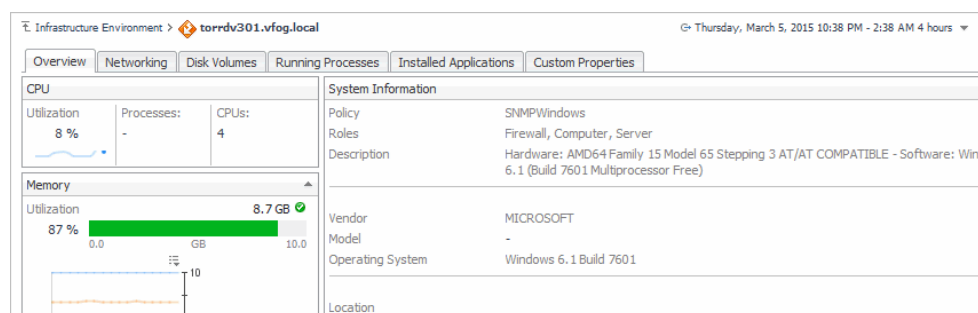 Infrastructure Environment > torrdv301.vfog.local
Thursday, March 5, 2015 10:38 PM - 2:38 AM 4 hours
Overview Networking Disk Volumes Running Processes Installed Applications Custom Properties
CPU
Utilization Processes: CPUs:
8 % - 4
Memory
Utilization 8.7 GB
87 %
0.0 GB 10.0
10
System Information
Policy SNMPWindows
Roles Firewall, Computer, Server
Description Hardware: AMD64 Family 15 Model 65 Stepping 3 AT/AT COMPATIBLE - Software: Win
6.1 (Build 7601 Multiprocessor Free)
Vendor MICROSOFT
Model -
Operating System Windows 6.1 Build 7601
Location